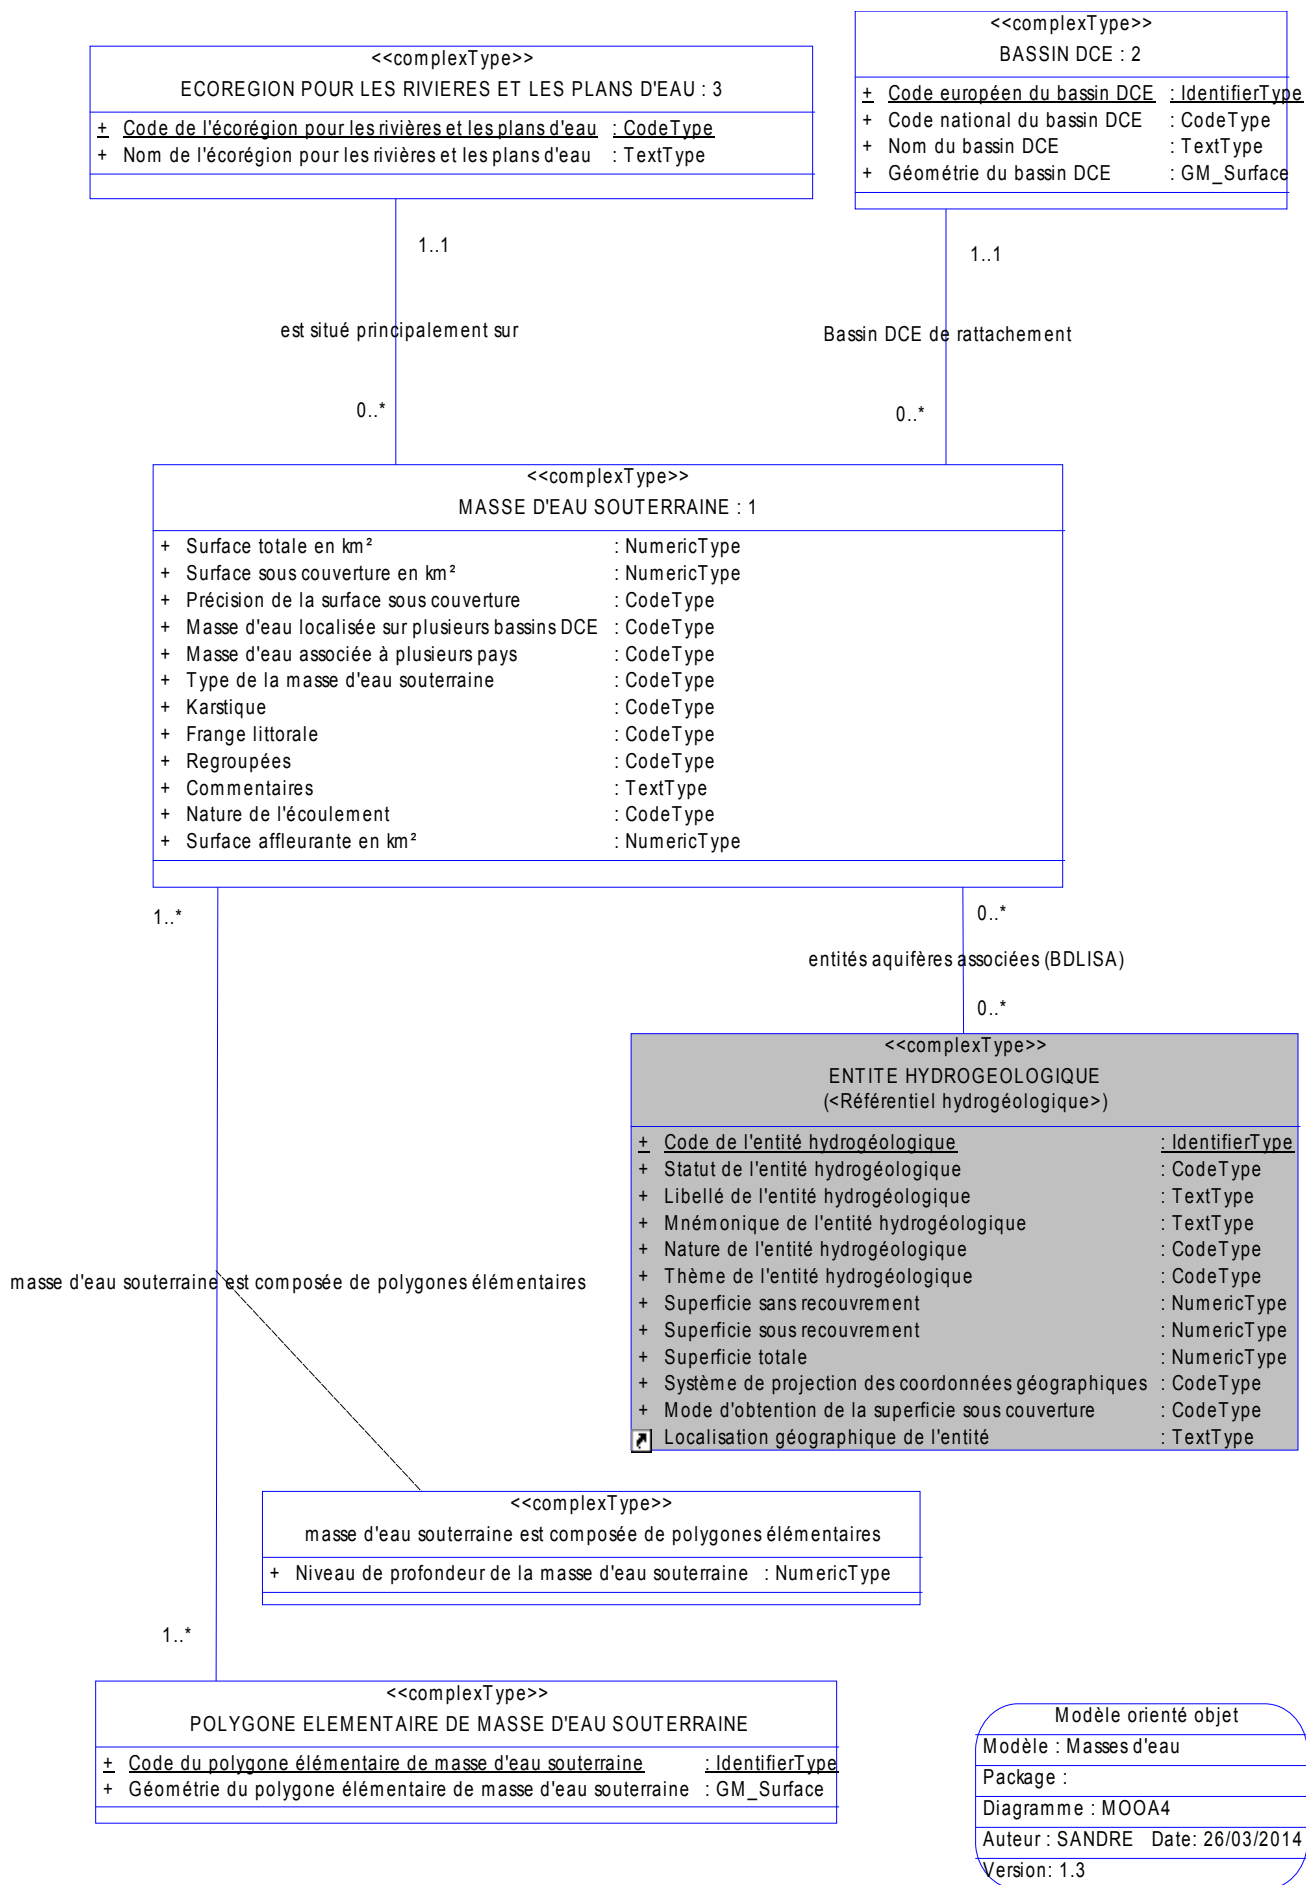 <<complexType>>
ECOREGION POUR LES RIVIERES ET LES PLANS D'EAU : 3
+ Code de l'écorégion pour les rivières et les plans d'eau : CodeType
+ Nom de l'écorégion pour les rivières et les plans d'eau : TextType
<<complexType>>
BASSIN DCE : 2
+ Code européen du bassin DCE : IdentifierType
+ Code national du bassin DCE : CodeType
+ Nom du bassin DCE : TextType
+ Géométrie du bassin DCE : GM_Surface
1..1
est situé principalement sur
0..*
1..1
Bassin DCE de rattachement
0..*
<<complexType>>
MASSE D'EAU SOUTERRAINE : 1
+ Surface totale en km² : NumericType
+ Surface sous couverture en km² : NumericType
+ Précision de la surface sous couverture : CodeType
+ Masse d'eau localisée sur plusieurs bassins DCE : CodeType
+ Masse d'eau associée à plusieurs pays : CodeType
+ Type de la masse d'eau souterraine : CodeType
+ Karstique : CodeType
+ Frange littorale : CodeType
+ Regroupées : CodeType
+ Commentaires : TextType
+ Nature de l'écoulement : CodeType
+ Surface affleurante en km² : NumericType
1..*
0..*
entités aquifères associées (BDLISA)
0..*
<<complexType>>
ENTITE HYDROGEOLOGIQUE
(<Référentiel hydrogéologique>)
+ Code de l'entité hydrogéologique : IdentifierType
+ Statut de l'entité hydrogéologique : CodeType
+ Libellé de l'entité hydrogéologique : TextType
+ Mnémonique de l'entité hydrogéologique : TextType
+ Nature de l'entité hydrogéologique : CodeType
+ Thème de l'entité hydrogéologique : CodeType
+ Superficie sans recouvrement : NumericType
+ Superficie sous recouvrement : NumericType
+ Superficie totale : NumericType
+ Système de projection des coordonnées géographiques : CodeType
+ Mode d'obtention de la superficie sous couverture : CodeType
Localisation géographique de l'entité : TextType
masse d'eau souterraine est composée de polygones élémentaires
<<complexType>>
masse d'eau souterraine est composée de polygones élémentaires
+ Niveau de profondeur de la masse d'eau souterraine : NumericType
1..*
<<complexType>>
POLYGONE ELEMENTAIRE DE MASSE D'EAU SOUTERRAINE
+ Code du polygone élémentaire de masse d'eau souterraine : IdentifierType
+ Géométrie du polygone élémentaire de masse d'eau souterraine : GM_Surface
Modèle orienté objet
Modèle : Masses d'eau
Package :
Diagramme : MOOA4
Auteur : SANDRE Date: 26/03/2014
Version: 1.3